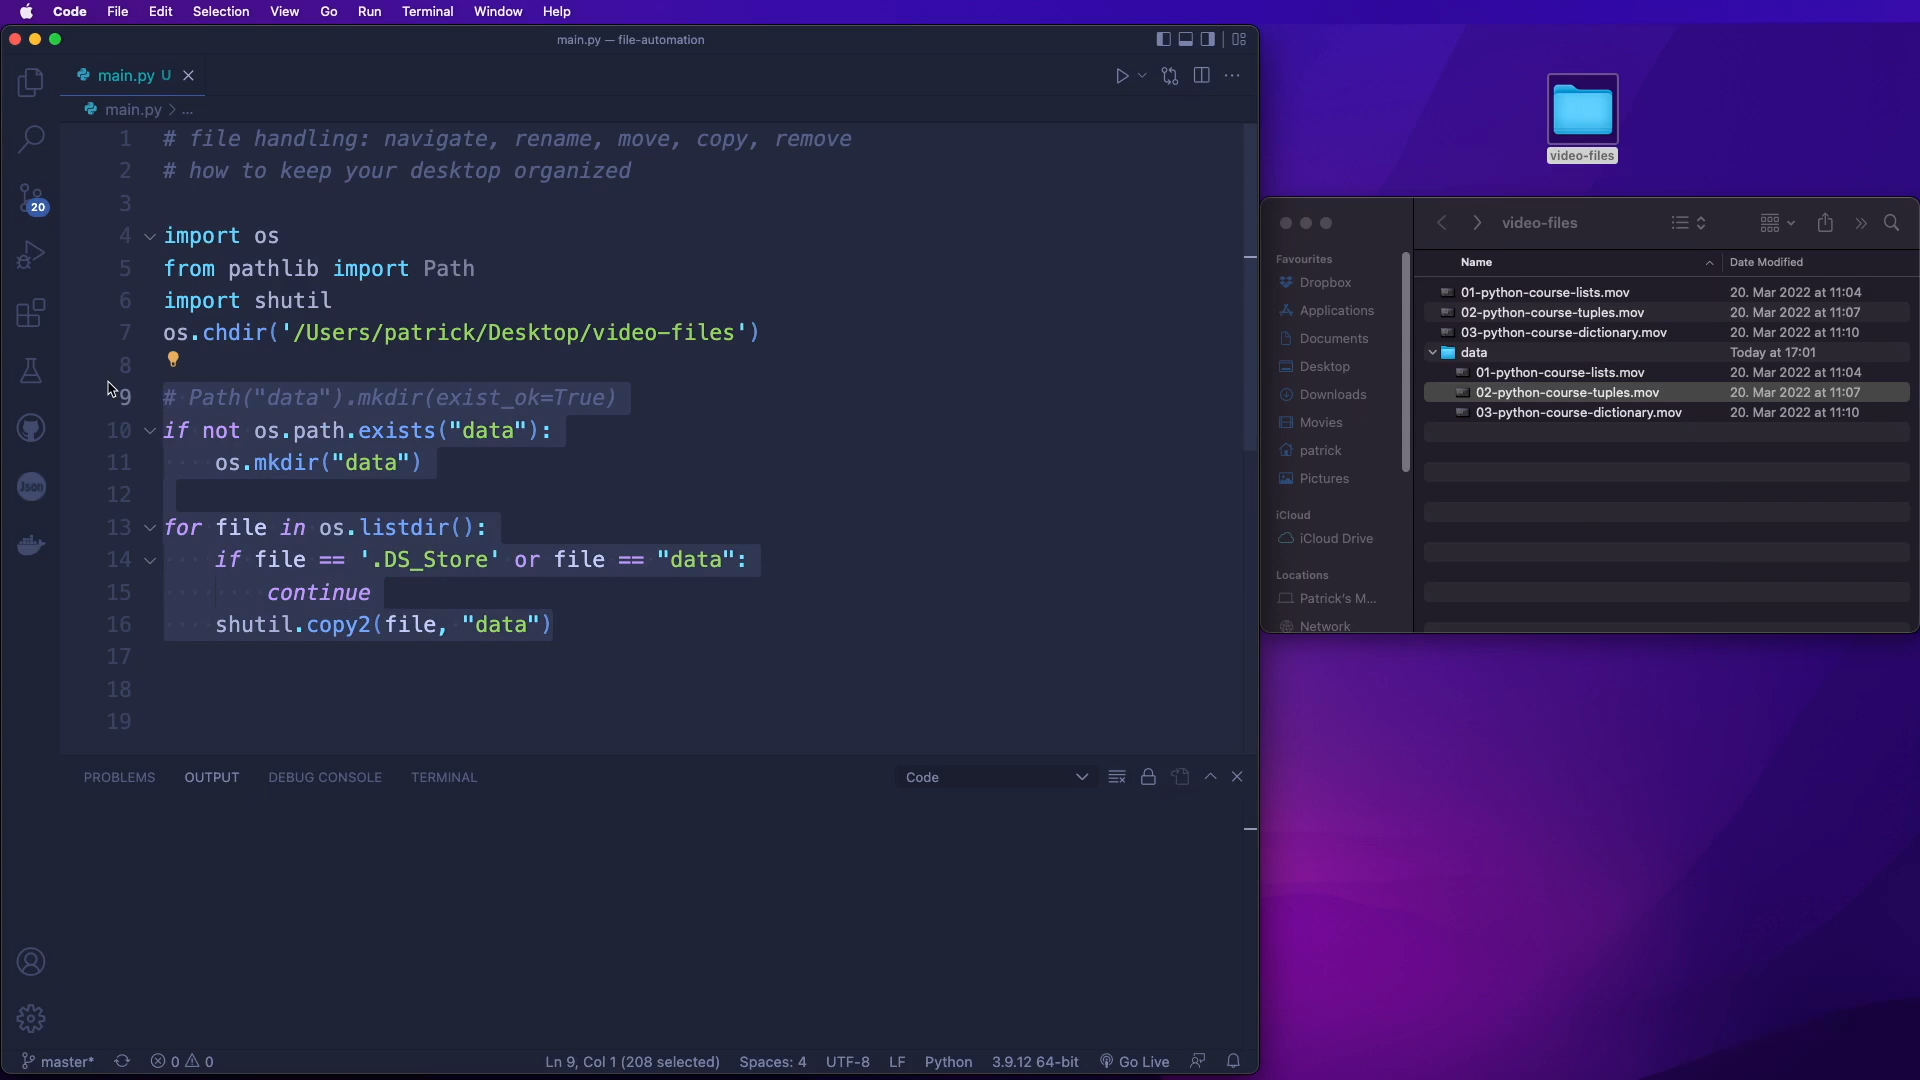 Code File Edit Selection View Go Run Terminal Window Help
main.py — file-automation
main.py U
main.py > ...
1 # file handling: navigate, rename, move, copy, remove
2 # how to keep your desktop organized
3
4 import os
5 from pathlib import Path
6 import shutil
7 os.chdir('/Users/patrick/Desktop/video-files')
8
9 # Path("data").mkdir(exist_ok=True)
10 if not os.path.exists("data"):
11 os.mkdir("data")
12
13 for file in os.listdir():
14 if file == '.DS_Store' or file == "data":
15 continue
16 shutil.copy2(file, "data")
17
18
19
20
Json
PROBLEMS OUTPUT DEBUG CONSOLE TERMINAL Code
master* 0 0 Ln 9, Col 1 (208 selected) Spaces: 4 UTF-8 LF Python 3.9.12 64-bit Go Live
video-files
video-files
Favourites
Dropbox
Applications
Documents
Desktop
Downloads
Movies
patrick
Pictures
iCloud
iCloud Drive
Locations
Patrick's M...
Network
Name Date Modified
01-python-course-lists.mov 20. Mar 2022 at 11:04
02-python-course-tuples.mov 20. Mar 2022 at 11:07
03-python-course-dictionary.mov 20. Mar 2022 at 11:10
data Today at 17:01
01-python-course-lists.mov 20. Mar 2022 at 11:04
02-python-course-tuples.mov 20. Mar 2022 at 11:07
03-python-course-dictionary.mov 20. Mar 2022 at 11:10